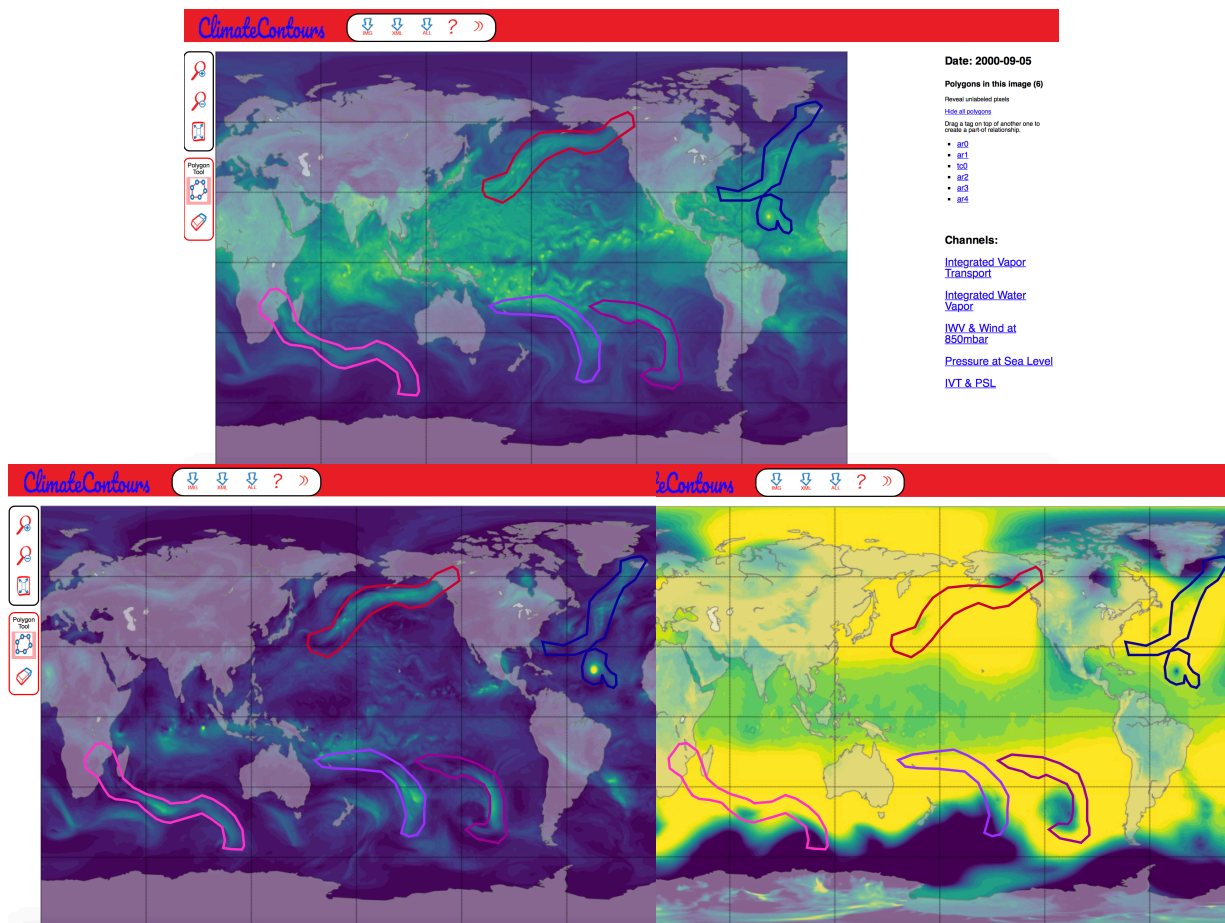 ClimateContours
IMG XML ALL ? »
Polygon
Tool
Date: 2000-09-05
Polygons in this image (6)
Reveal unlabeled pixels
Hide all polygons
Drag a tag on top of another one to
create a part-of relationship.
ar0
ar1
tc0
ar2
ar3
ar4
Channels:
Integrated Vapor
Transport
Integrated Water
Vapor
IWV & Wind at
850mbar
Pressure at Sea Level
IVT & PSL
ClimateContours
IMG XML ALL ?
Polygon
Tool
eContours
IMG XML ALL ?